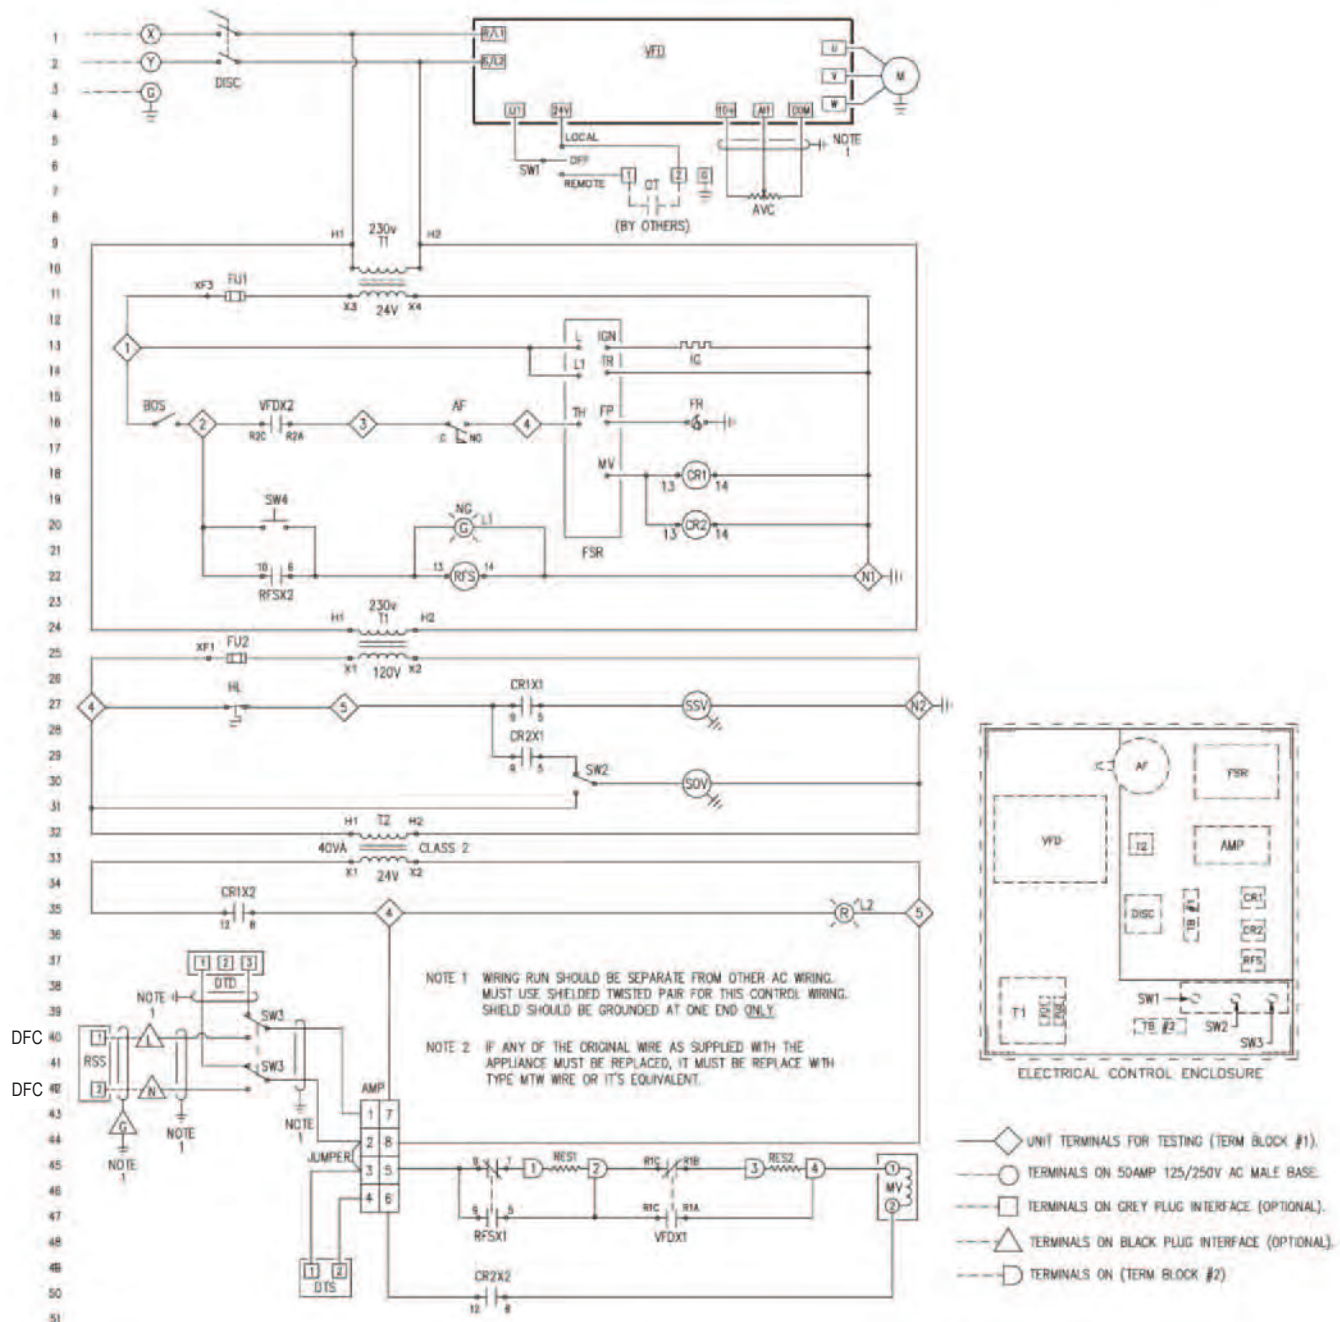 1
X
R/L1
VFD
U
2
Y
S/L2
V
M
DISC
3
G
W
4
U1
24V
10+
AI1
COM
5
LOCAL
NOTE
1
6
SW1
OFF
REMOTE
1
2
G
7
OT
AVC
8
(BY OTHERS)
9
H1
230v
T1
H2
10
XF3
FU1
11
X3
24V
X4
12
13
1
L
IGN
IG
14
L1
TR
15
BOS
VFDX2
AF
FR
16
2
R2C
R2A
3
C
NO
4
TH
FP
17
18
MV
13
CR1
14
19
SW4
NG
20
G
L1
13
CR2
14
21
FSR
22
10
6
13
RFS
14
N1
RFSX2
23
230v
T1
24
H1
H2
25
XF1
FU2
X1
120V
X2
26
HL
CR1X1
27
4
5
9
5
SSV
N2
28
CR2X1
29
9
5
SW2
30
SOV
31
32
H1
T2
H2
33
40VA
CLASS 2
X1
24V
X2
34
CR1X2
35
12
8
4
R
L2
5
36
37
1
2
3
38
DTD
NOTE
1
39
SW3
DFC
40
1
L
41
RSS
SW3
DFC
42
2
N
AMP
43
G
NOTE
1
NOTE
1
1
7
44
NOTE
1
2
8
45
JUMPER
3
5
8
7
1
RES1
2
R1C
R1B
3
RES2
4
1
MV
46
4
6
2
47
9
5
R1C
R1A
RFSX1
VFDX1
48
49
1
2
CR2X2
50
DTS
12
8
51
NOTE 1 WIRING RUN SHOULD BE SEPARATE FROM OTHER AC WIRING.
MUST USE SHIELDED TWISTED PAIR FOR THIS CONTROL WIRING.
SHIELD SHOULD BE GROUNDED AT ONE END ONLY.
NOTE 2 IF ANY OF THE ORIGINAL WIRE AS SUPPLIED WITH THE
APPLIANCE MUST BE REPLACED, IT MUST BE REPLACE WITH
TYPE MTW WIRE OR IT'S EQUIVALENT.
AF
FSR
VFD
T2
AMP
DISC
TB #1
CR1
CR2
RFS
T1
SW1
TB #2
SW2
SW3
ELECTRICAL CONTROL ENCLOSURE
UNIT TERMINALS FOR TESTING (TERM BLOCK #1).
TERMINALS ON 50AMP 125/250V AC MALE BASE.
TERMINALS ON GREY PLUG INTERFACE (OPTIONAL).
TERMINALS ON BLACK PLUG INTERFACE (OPTIONAL).
TERMINALS ON (TERM BLOCK #2)